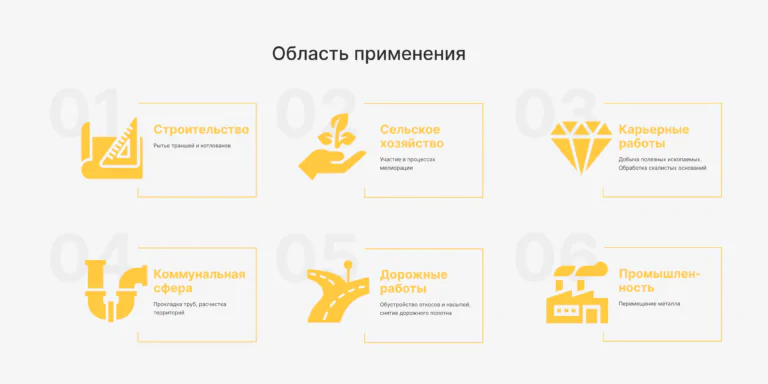 Область применения
01
Строительство
Рытье траншей и котлованов
02
Сельское
хозяйство
Участие в процессах
мелиорации
03
Карьерные
работы
Добыча полезных ископаемых.
Обработка скалистых оснований
04
Коммунальная
сфера
Прокладка труб, расчистка
территорий
05
Дорожные
работы
Обустройство откосов и насыпей,
снятие дорожного полотна
06
Промышлен-
ность
Перемещение металла